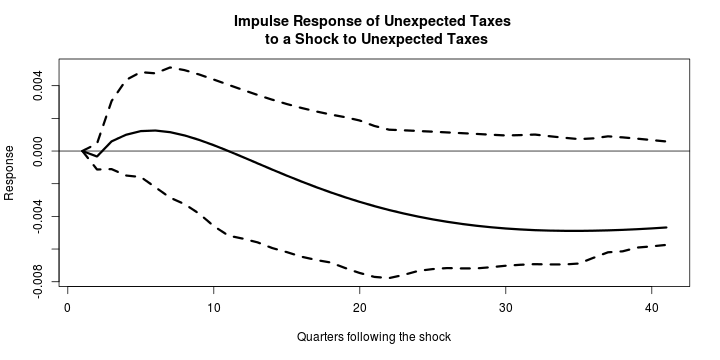 Impulse Response of Unexpected Taxes
to a Shock to Unexpected Taxes
Response
0.004
0.000
-0.004
-0.008
0 10 20 30 40
Quarters following the shock